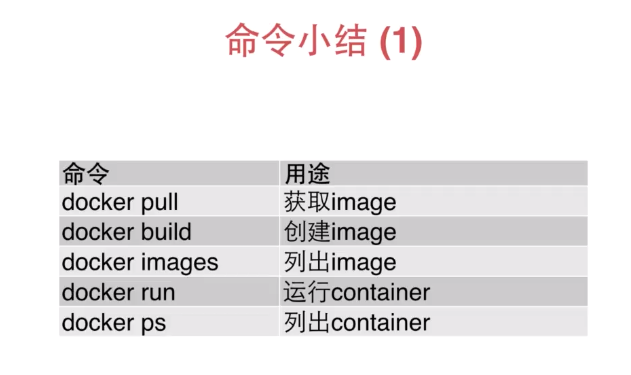 命令小结 (1)
命令 用途
docker pull 获取image
docker build 创建image
docker images 列出image
docker run 运行container
docker ps 列出container